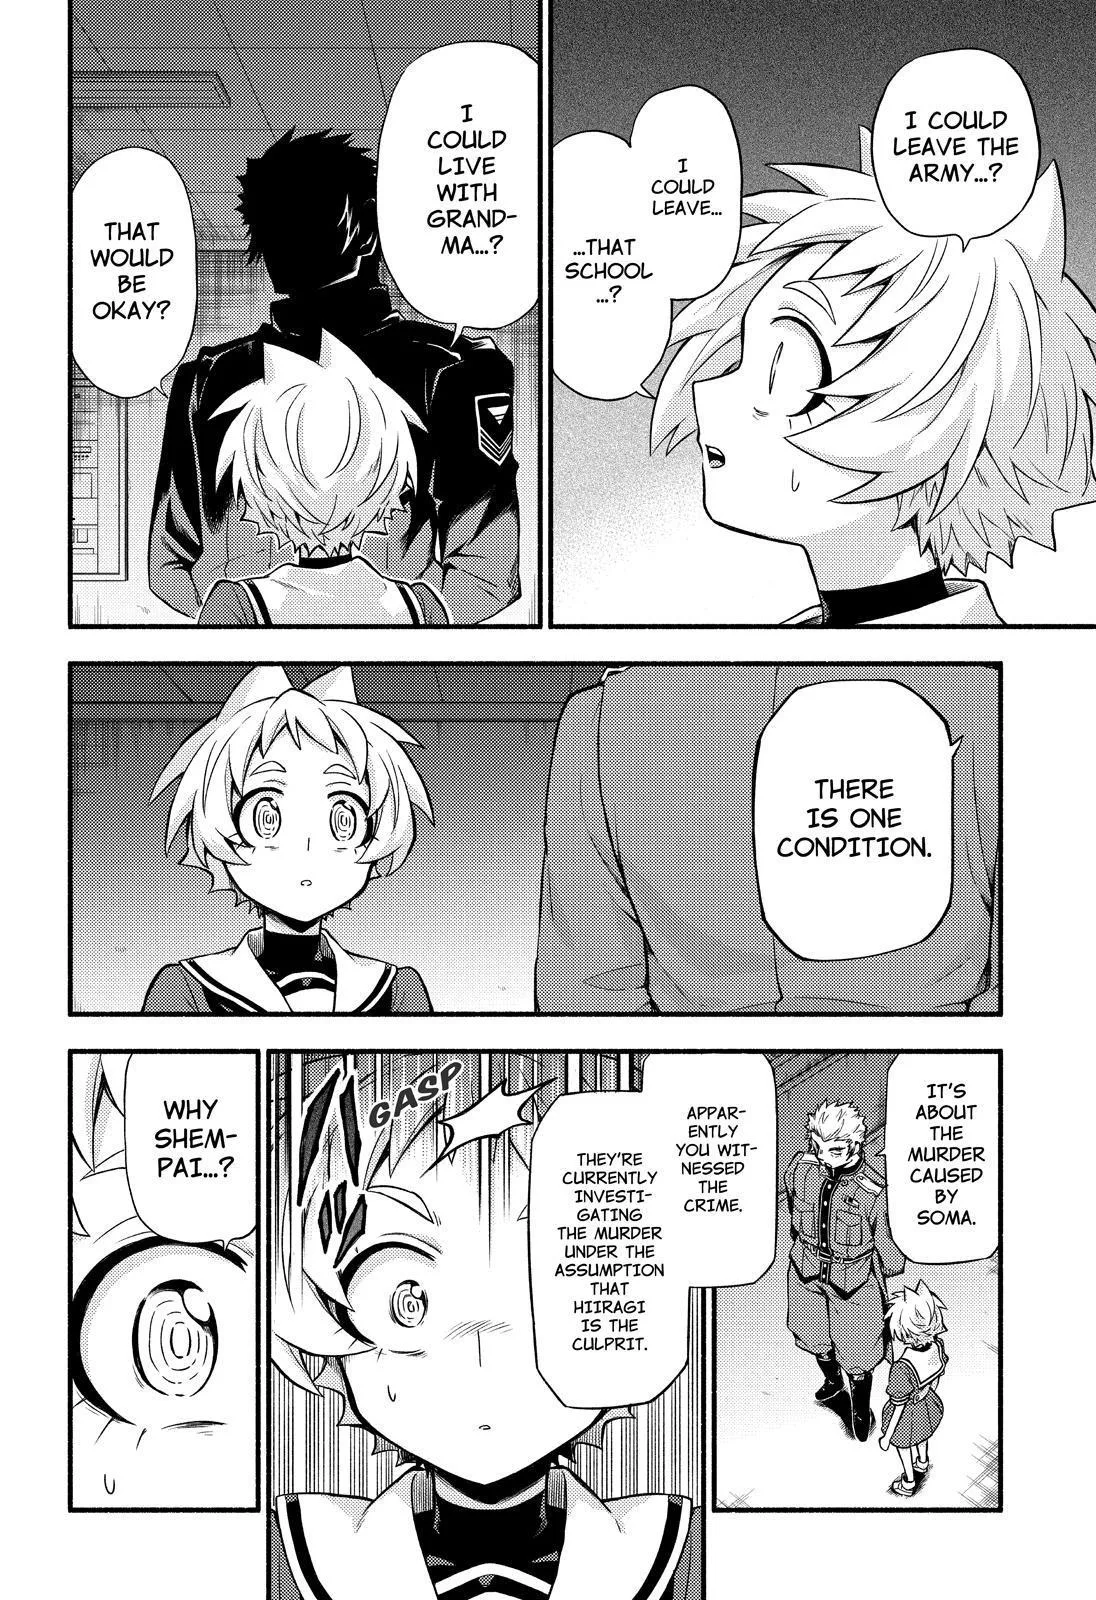 I COULD
LEAVE THE
ARMY...?
I
COULD
LEAVE...
...THAT
SCHOOL
...?
I
COULD
LIVE
WITH
GRAND-
MA...?
THAT
WOULD
BE
OKAY?
THERE
IS ONE
CONDITION.
IT'S
ABOUT
THE
MURDER
CAUSED
BY
SOMA.
APPAR-
ENTLY
YOU WIT-
NESSED
THE
CRIME.
THEY'RE
CURRENTLY
INVESTI-
GATING
THE MURDER
UNDER THE
ASSUMPTION
THAT
HIIRAGI
IS THE
CULPRIT.
GASP
WHY
SHEM-
PAI...?